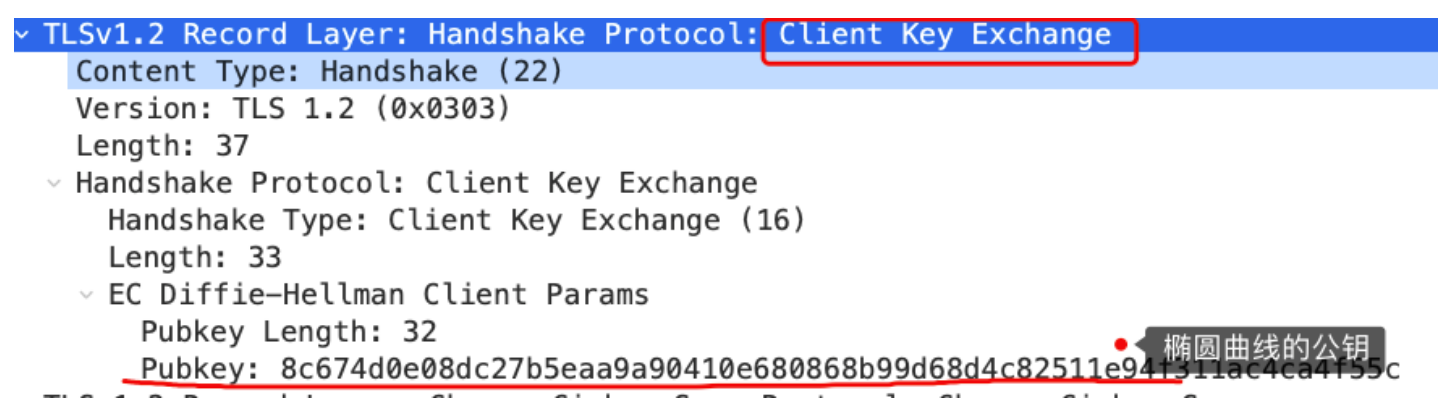 TLSv1.2 Record Layer: Handshake Protocol: Client Key Exchange
Content Type: Handshake (22)
Version: TLS 1.2 (0x0303)
Length: 37
Handshake Protocol: Client Key Exchange
Handshake Type: Client Key Exchange (16)
Length: 33
EC Diffie-Hellman Client Params
Pubkey Length: 32
椭圆曲线的公钥
Pubkey: 8c674d0e08dc27b5eaa9a90410e680868b99d68d4c82511e94f311ac4ca4f55c